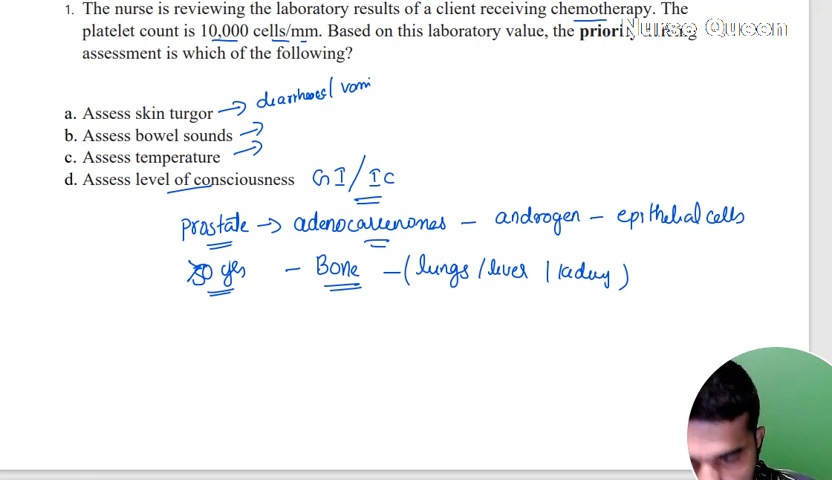 1. The nurse is reviewing the laboratory results of a client receiving chemotherapy. The
platelet count is 10,000 cells/mm. Based on this laboratory value, the priority nursing
Nurse Queen
assessment is which of the following?
a. Assess skin turgor → diarrhoea/ vomi
b. Assess bowel sounds →
c. Assess temperature →
d. Assess level of consciousness GI/IC
prostate → adenocarcenomas - androgen - epithelial cells
50 yrs - Bone - (lungs/lever /